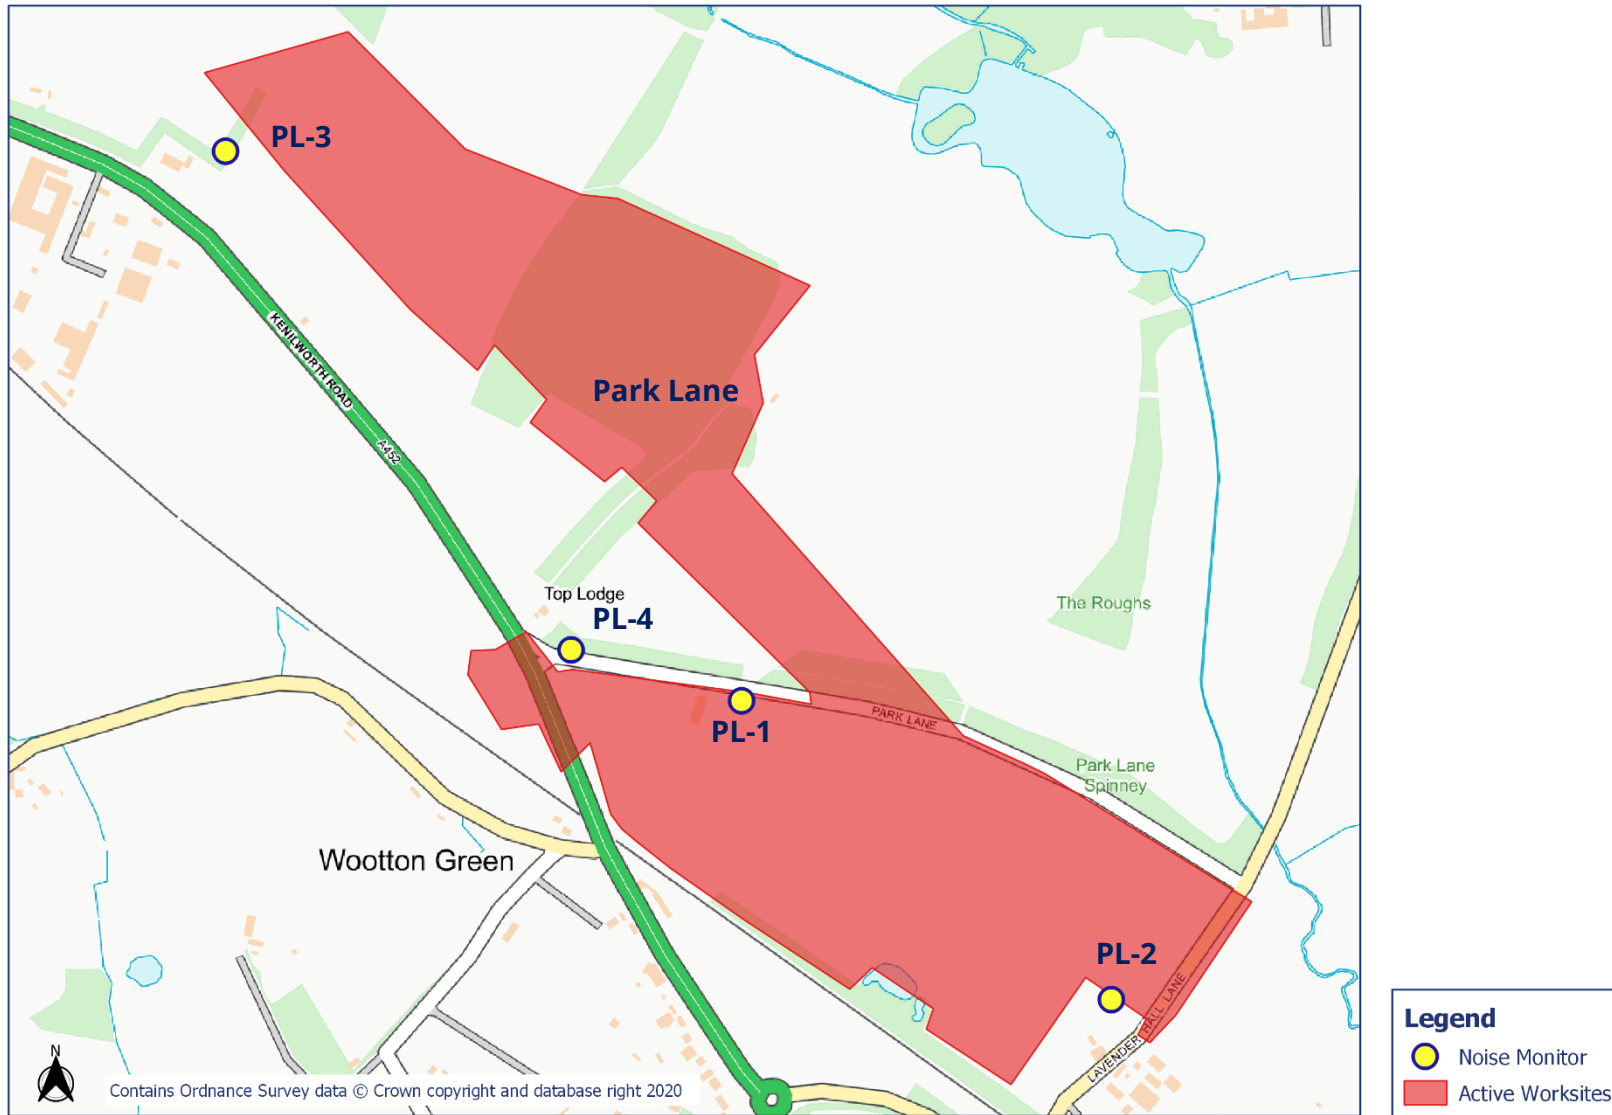 PL-3
KENILWORTH ROAD
A452
Park Lane
Top Lodge
PL-4
The Roughs
PL-1
PARK LANE
Park Lane
Spinney
Wootton Green
PL-2
LAVENDER HALL LANE
N
Contains Ordnance Survey data © Crown copyright and database right 2020
Legend
Noise Monitor
Active Worksites